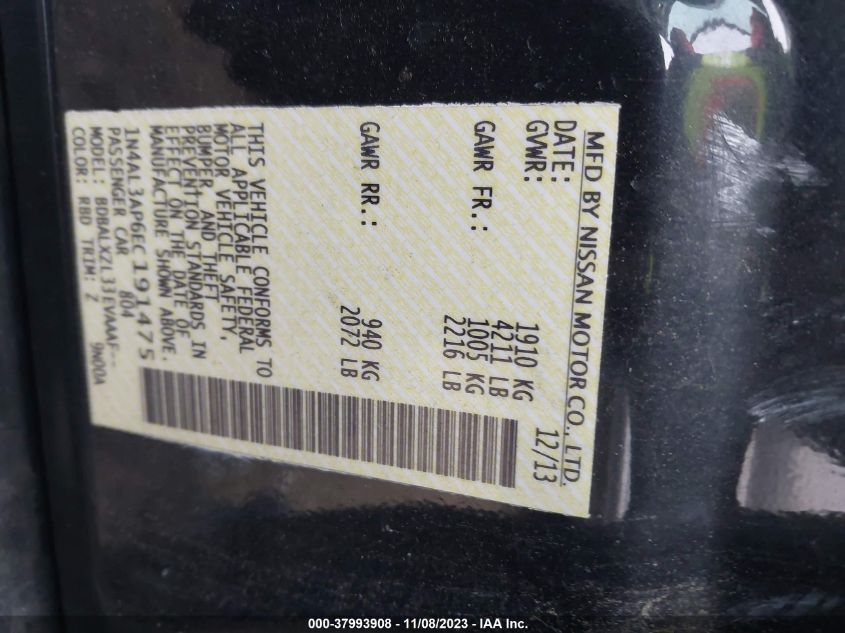 MFD BY NISSAN MOTOR CO., LTD.
DATE: 12/13
GVWR: 1910 KG
4211 LB
GAWR FR.: 1005 KG
2216 LB
GAWR RR.: 940 KG
2072 LB
THIS VEHICLE CONFORMS TO
ALL APPLICABLE FEDERAL
MOTOR VEHICLE SAFETY,
BUMPER, AND THEFT
PREVENTION STANDARDS IN
EFFECT ON THE DATE OF
MANUFACTURE SHOWN ABOVE.
1N4AL3AP6EC191475
PASSENGER CAR 804
MODEL: BDBALXZL33EVAAAF-- 9N00A
COLOR: RBD TRIM: Z
000-37993908 - 11/08/2023 - IAA Inc.